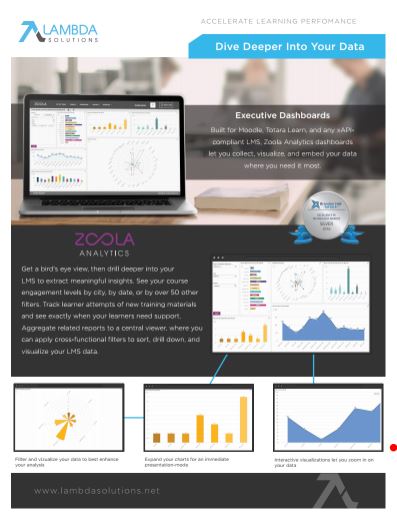 LAMBDA
SOLUTIONS
ACCELERATE LEARNING PERFOMANCE
Dive Deeper Into Your Data
ZOOLA
Executive Dashboards
Built for Moodle, Totara Learn, and any xAPI-
compliant LMS, Zoola Analytics dashboards
let you collect, visualize, and embed your data
where you need it most.
ZOOLA
ANALYTICS
Get a bird's eye view, then drill deeper into your
LMS to extract meaningful insights. See your course
engagement levels by city, by date, or by over 50 other
filters. Track learner attempts of new training materials
and see exactly when your learners need support.
Aggregate related reports to a central viewer, where you
can apply cross-functional filters to sort, drill down, and
visualize your LMS data.
Filter and visualize your data to best enhance
your analysis
Expand your charts for an immediate
presentation-mode
Interactive visualizations let you zoom in on
your data
www.lambdasolutions.net